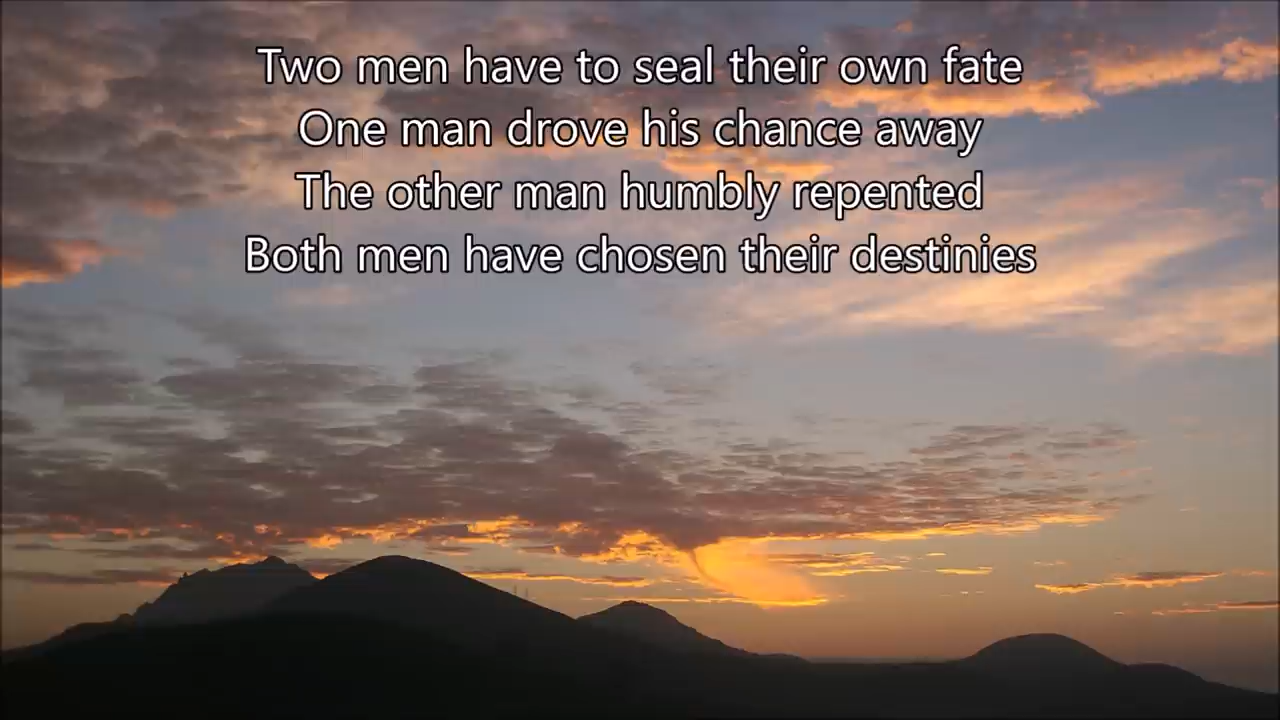 Two men have to seal their own fate
One man drove his chance away
The other man humbly repented
Both men have chosen their destinies